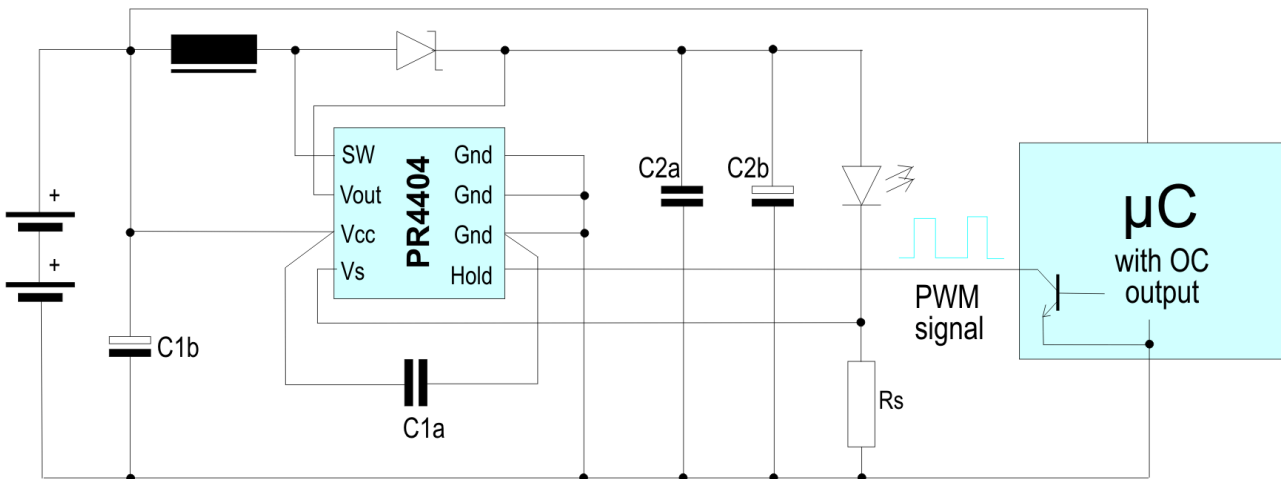 +
+
C1b
SW
Vout
Vcc
Vs
PR4404
Gnd
Gnd
Gnd
Hold
C1a
C2a
C2b
Rs
PWM
signal
µC
with OC
output